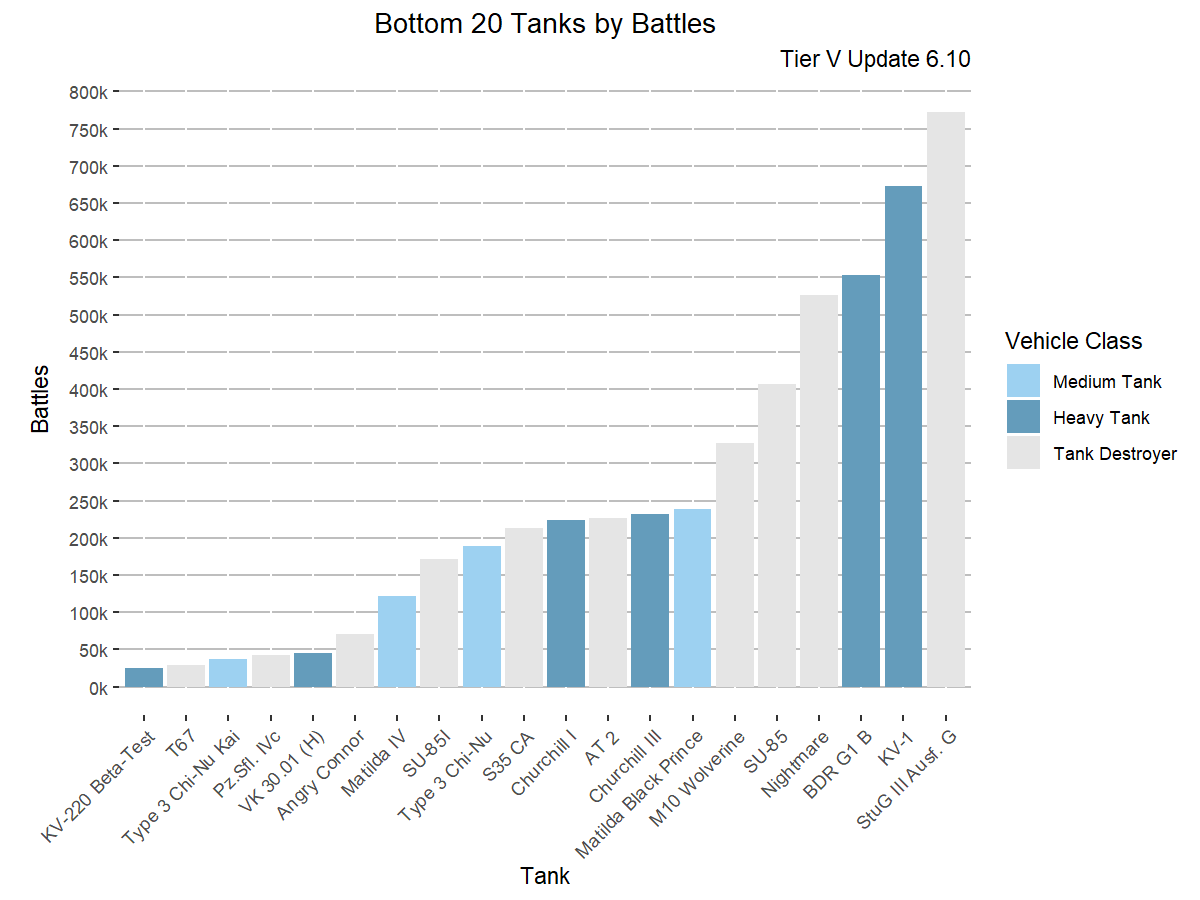 Bottom 20 Tanks by Battles
Tier V Update 6.10
800k
750k
700k
650k
600k
550k
500k
450k
400k
350k
300k
250k
200k
150k
100k
50k
0k
Battles
KV-220 Beta-Test
T67
Type 3 Chi-Nu Kai
Pz.Sfl. IVc
VK 30.01 (H)
Angry Connor
Matilda IV
SU-85I
Type 3 Chi-Nu
S35 CA
Churchill I
AT 2
Churchill III
Matilda Black Prince
M10 Wolverine
SU-85
Nightmare
BDR G1 B
KV-1
StuG III Ausf. G
Tank
Vehicle Class
Medium Tank
Heavy Tank
Tank Destroyer